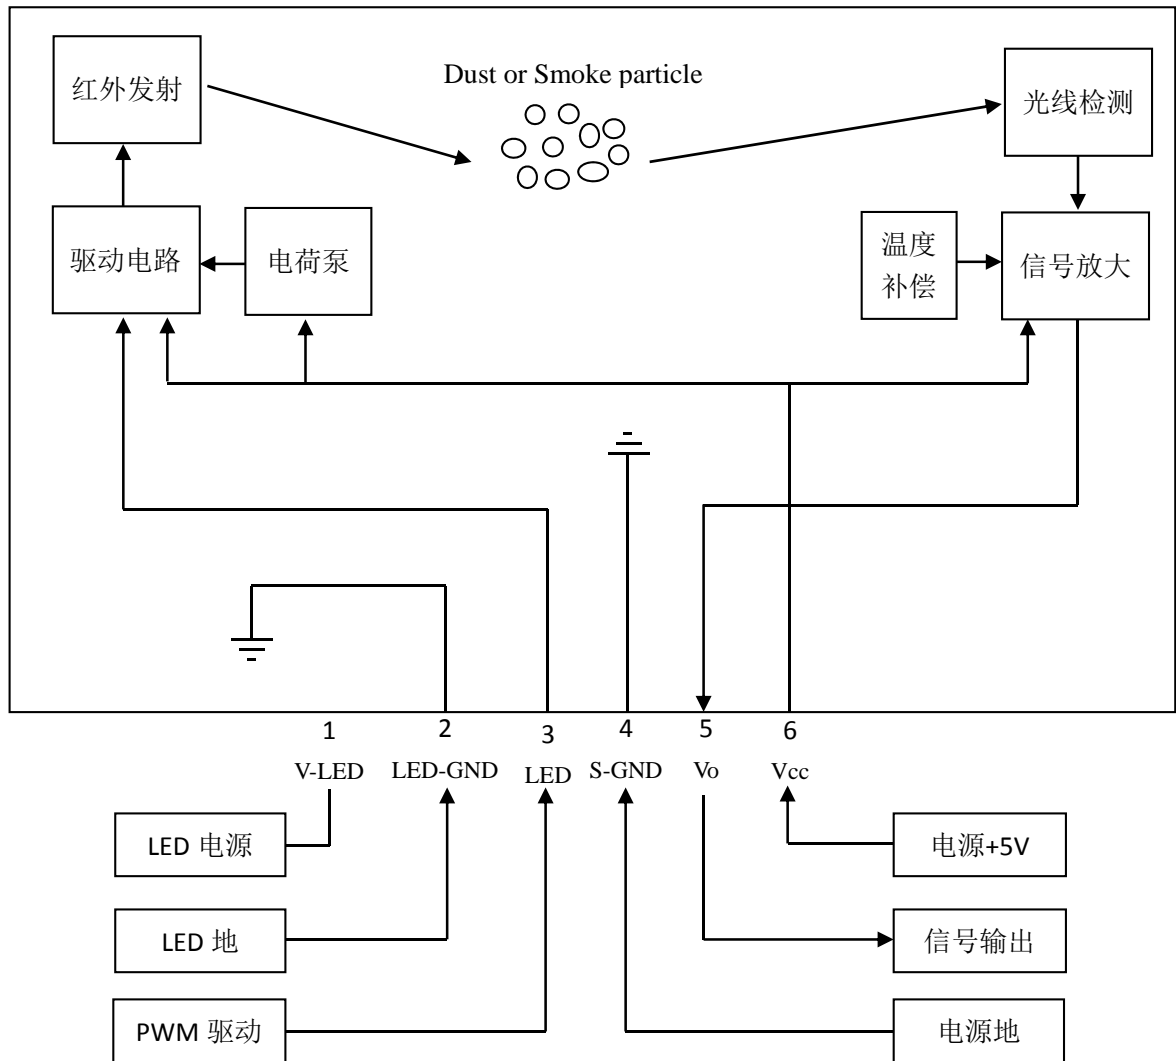 Dust or Smoke particle
红外发射
光线检测
驱动电路
电荷泵
温度
补偿
信号放大
1
2
3
4
5
6
V-LED
LED-GND
LED
S-GND
Vo
Vcc
LED 电源
电源+5V
LED 地
信号输出
PWM 驱动
电源地